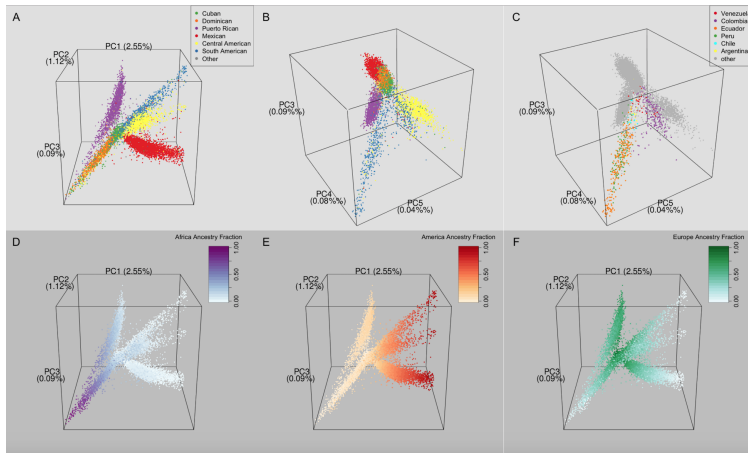 A
Cuban
Dominican
Puerto Rican
Mexican
Central American
South American
Other
PC1 (2.55%)
PC2
(1.12%)
PC3
(0.09%)
B
PC3
(0.09%%)
PC4
(0.08%%)
PC5
(0.04%%)
C
Venezuela
Colombia
Ecuador
Peru
Chile
Argentina
other
PC3
(0.09%%)
PC4
(0.08%%)
PC5
(0.04%%)
D
Africa Ancestry Fraction
0.00 0.50 1.00
PC1 (2.55%)
PC2
(1.12%)
PC3
(0.09%)
E
America Ancestry Fraction
0.00 0.50 1.00
PC1 (2.55%)
PC2
(1.12%)
PC3
(0.09%)
F
Europe Ancestry Fraction
0.00 0.50 1.00
PC1 (2.55%)
PC2
(1.12%)
PC3
(0.09%)